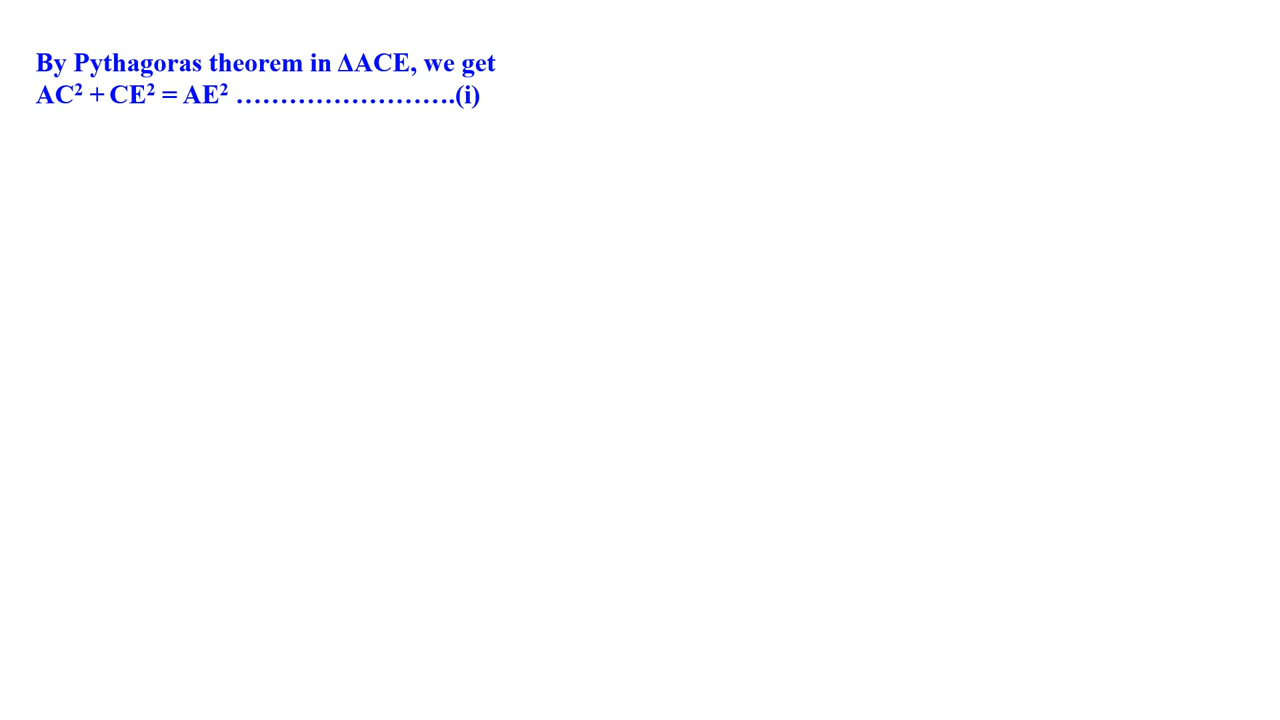 By Pythagoras theorem in ΔACE, we get
AC² + CE² = AE² ……………………….(i)